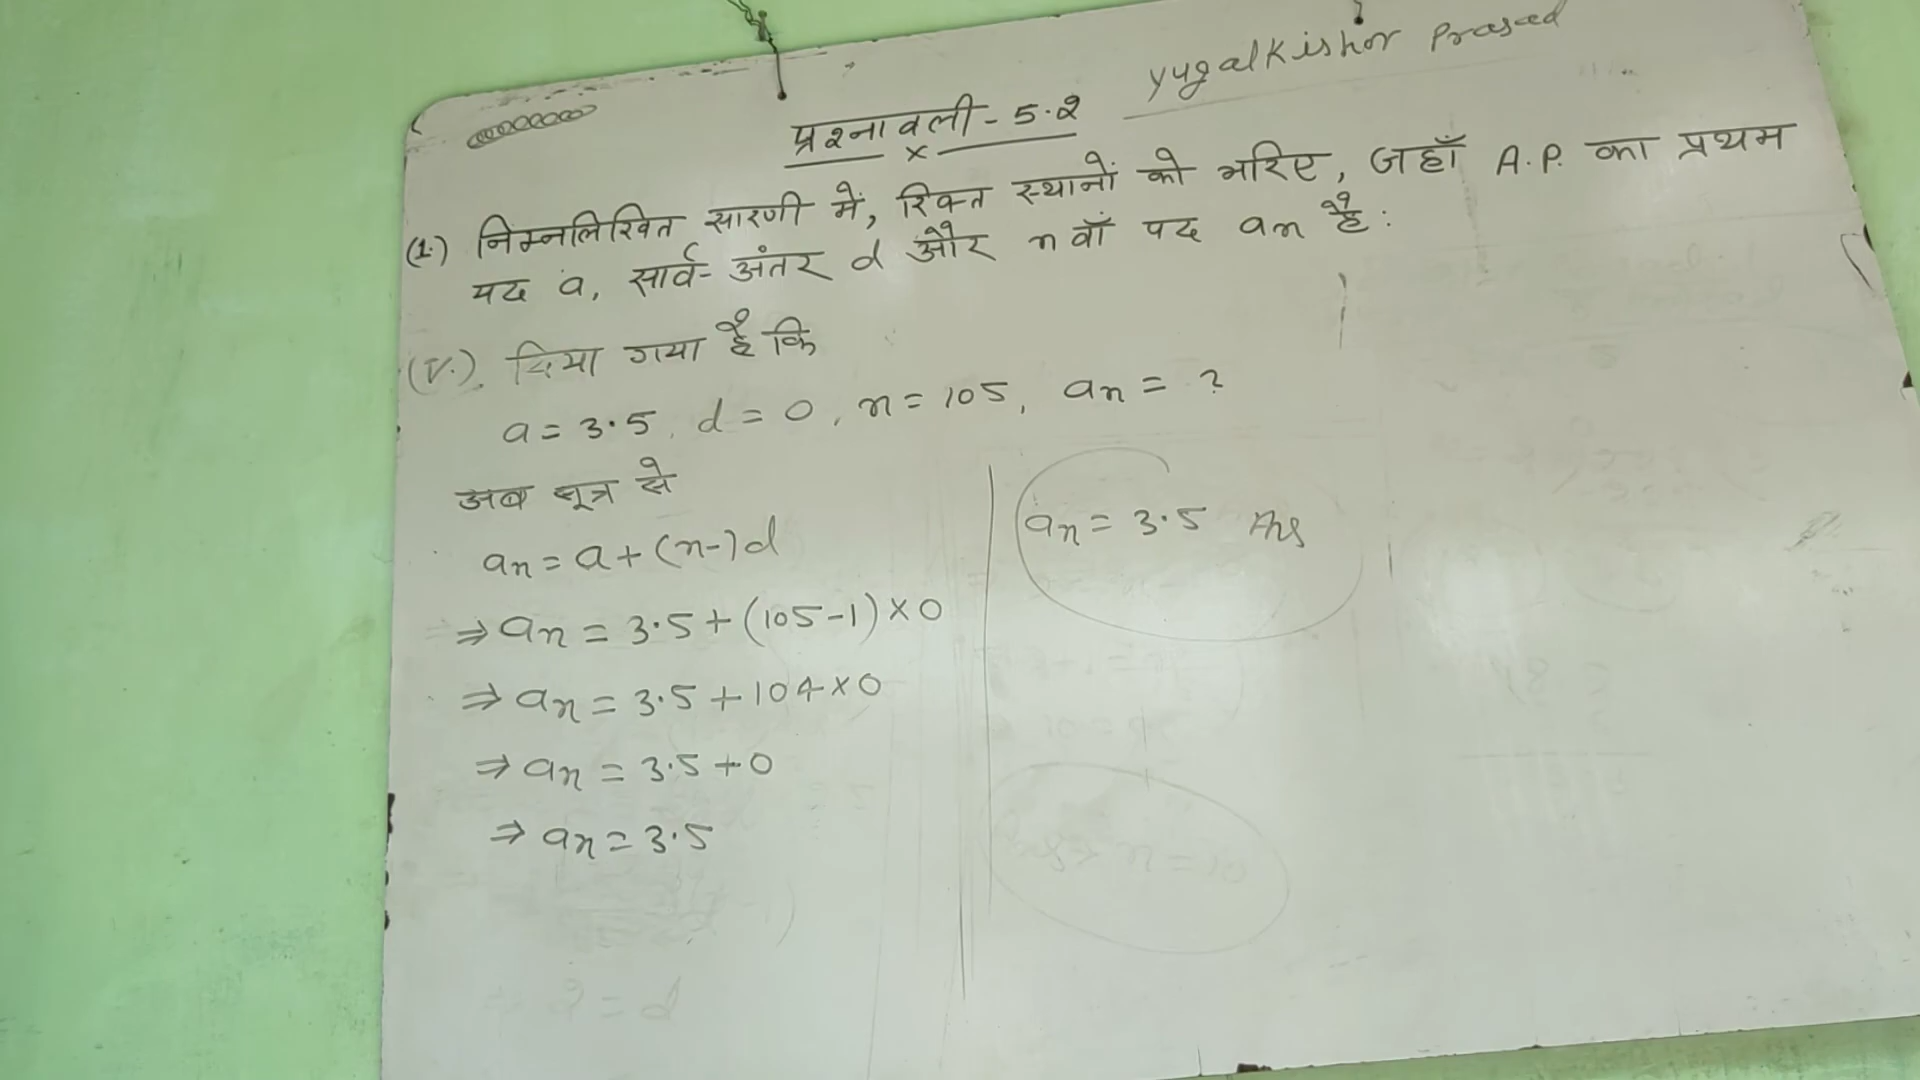 yugalkishor Prasad
प्रश्नावली - 5.2
(1.) निम्नलिखित सारणी में, रिक्त स्थानों को भरिए, जहाँ A.P. का प्रथम
पद a, सार्व-अंतर d और n वाँ पद an है :
(V.) दिया गया है कि
a = 3.5, d = 0, n = 105, an = ?
अब सूत्र से
an = a + (n-)d
⇒ an = 3.5 + (105-1) × 0
⇒ an = 3.5 + 104 × 0
⇒ an = 3.5 + 0
⇒ an = 3.5
an = 3.5 Ans